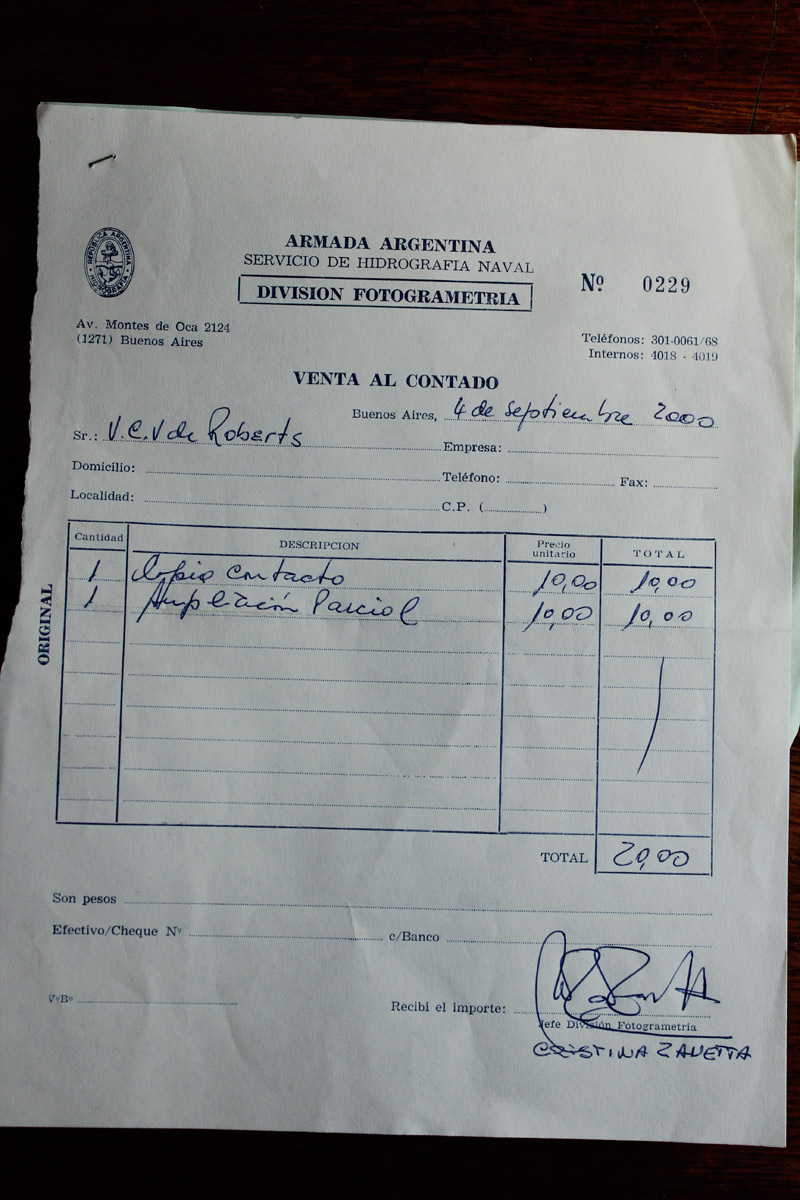 ARMADA ARGENTINA
SERVICIO DE HIDROGRAFIA NAVAL
DIVISION FOTOGRAMETRIA
REPUBLICA ARGENTINA
HIDROGRAFIA
Nº 0229
Av. Montes de Oca 2124
(1271) Buenos Aires
Teléfonos: 301-0061/68
Internos: 4018 - 4019
VENTA AL CONTADO
Buenos Aires, 4 de Septiembre 2000
Sr.: V.C.V de Roberts Empresa:
Domicilio: Teléfono: Fax:
Localidad: C.P. ( )
Cantidad DESCRIPCION Precio unitario TOTAL
1 Copia Contacto 10,00 10,00
1 Ampliación Parcial 10,00 10,00
ORIGINAL
TOTAL 20,00
Son pesos
Efectivo/Cheque Nº c/Banco
VºBº
Recibí el importe:
Jefe División Fotogrametria
CRISTINA ZANETTA